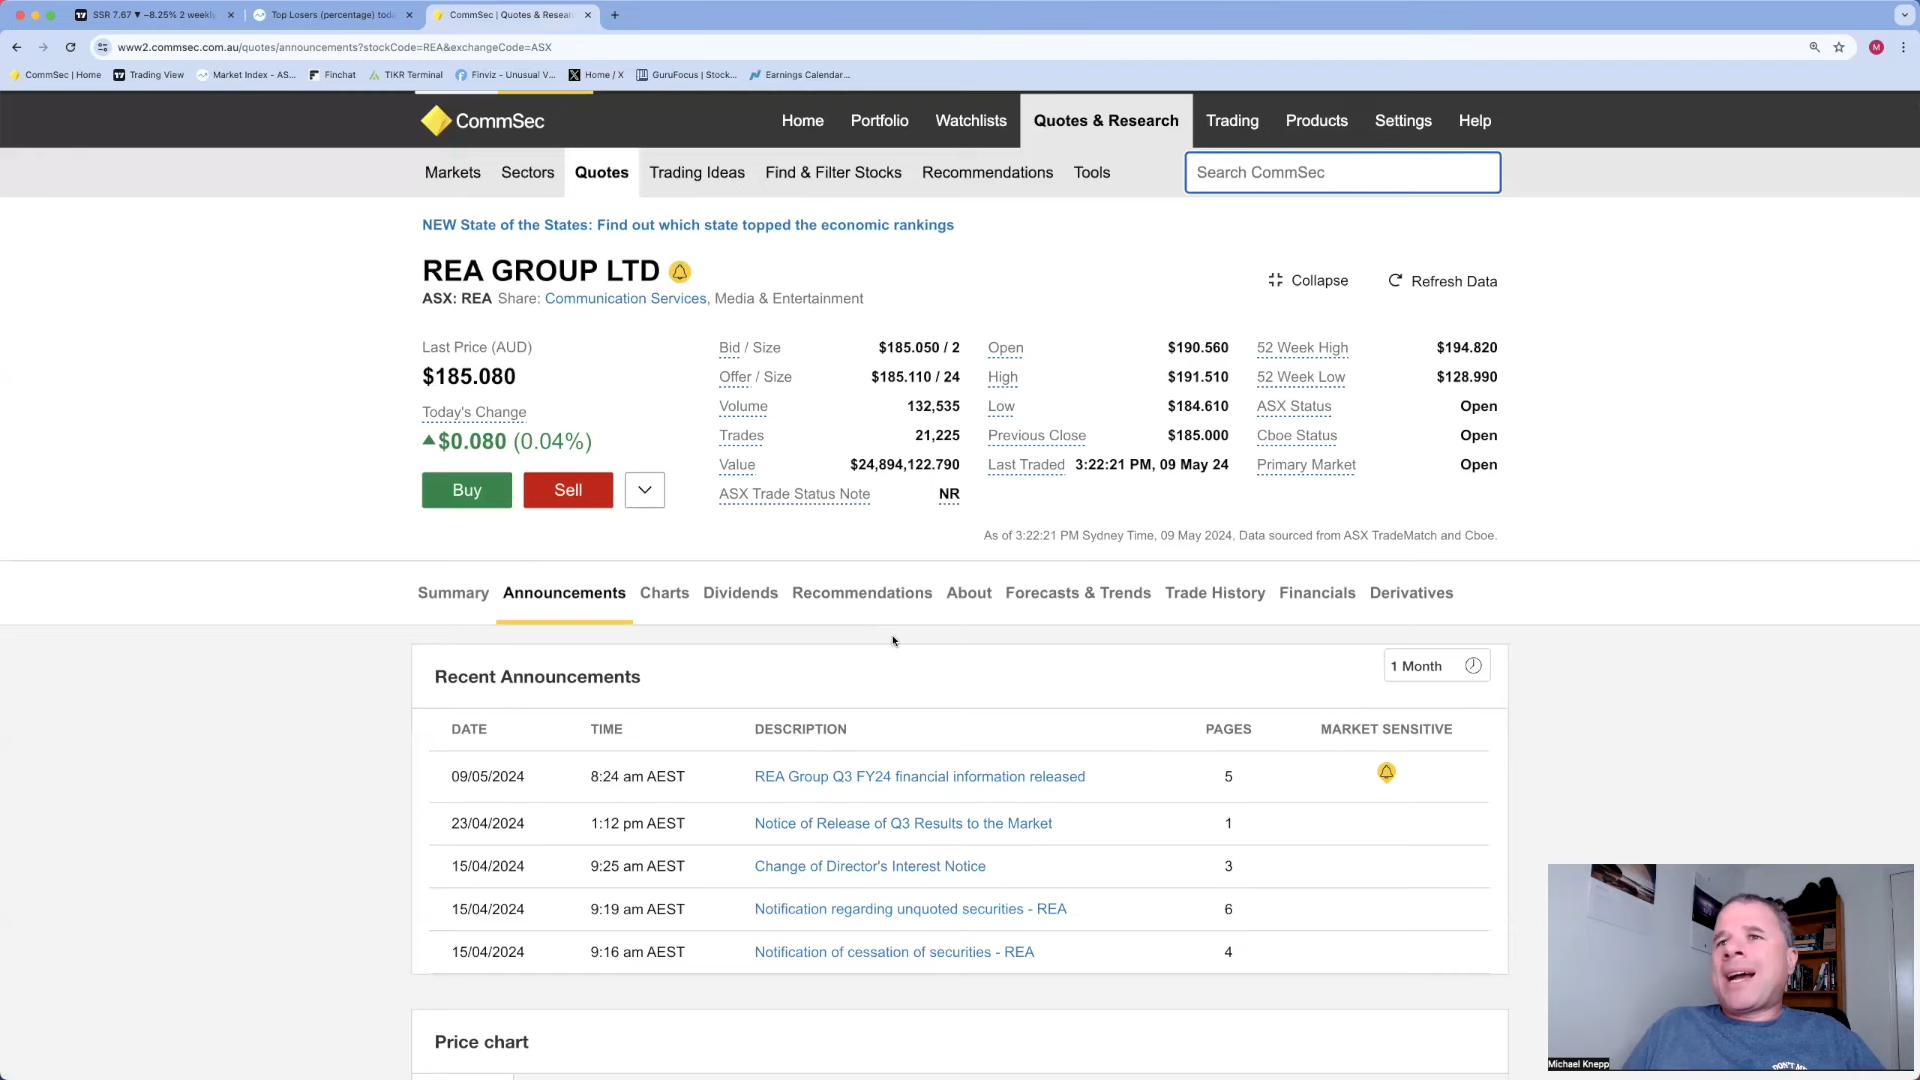 SSR 7.67 ▼ −8.25% 2 weekly
Top Losers (percentage) tod
CommSec | Quotes & Resear
www2.commsec.com.au/quotes/announcements?stockCode=REA&exchangeCode=ASX
M
CommSec | Home
Trading View
Market Index - AS...
Finchat
TIKR Terminal
Finviz - Unusual V...
Home / X
GuruFocus | Stock...
Earnings Calendar...
CommSec
Home Portfolio Watchlists Quotes & Research Trading Products Settings Help
Markets Sectors Quotes Trading Ideas Find & Filter Stocks Recommendations Tools
Search CommSec
NEW State of the States: Find out which state topped the economic rankings
REA GROUP LTD
ASX: REA Share: Communication Services, Media & Entertainment
Collapse
Refresh Data
Last Price (AUD)
$185.080
Today's Change
$0.080 (0.04%)
Buy
Sell
Bid / Size $185.050 / 2
Offer / Size $185.110 / 24
Volume 132,535
Trades 21,225
Value $24,894,122.790
ASX Trade Status Note NR
Open $190.560
High $191.510
Low $184.610
Previous Close $185.000
Last Traded 3:22:21 PM, 09 May 24
52 Week High $194.820
52 Week Low $128.990
ASX Status Open
Cboe Status Open
Primary Market Open
As of 3:22:21 PM Sydney Time, 09 May 2024, Data sourced from ASX TradeMatch and Cboe.
Summary Announcements Charts Dividends Recommendations About Forecasts & Trends Trade History Financials Derivatives
Recent Announcements
1 Month
DATE TIME DESCRIPTION PAGES MARKET SENSITIVE
09/05/2024 8:24 am AEST REA Group Q3 FY24 financial information released 5
23/04/2024 1:12 pm AEST Notice of Release of Q3 Results to the Market 1
15/04/2024 9:25 am AEST Change of Director's Interest Notice 3
15/04/2024 9:19 am AEST Notification regarding unquoted securities - REA 6
15/04/2024 9:16 am AEST Notification of cessation of securities - REA 4
Price chart
Michael Knepp